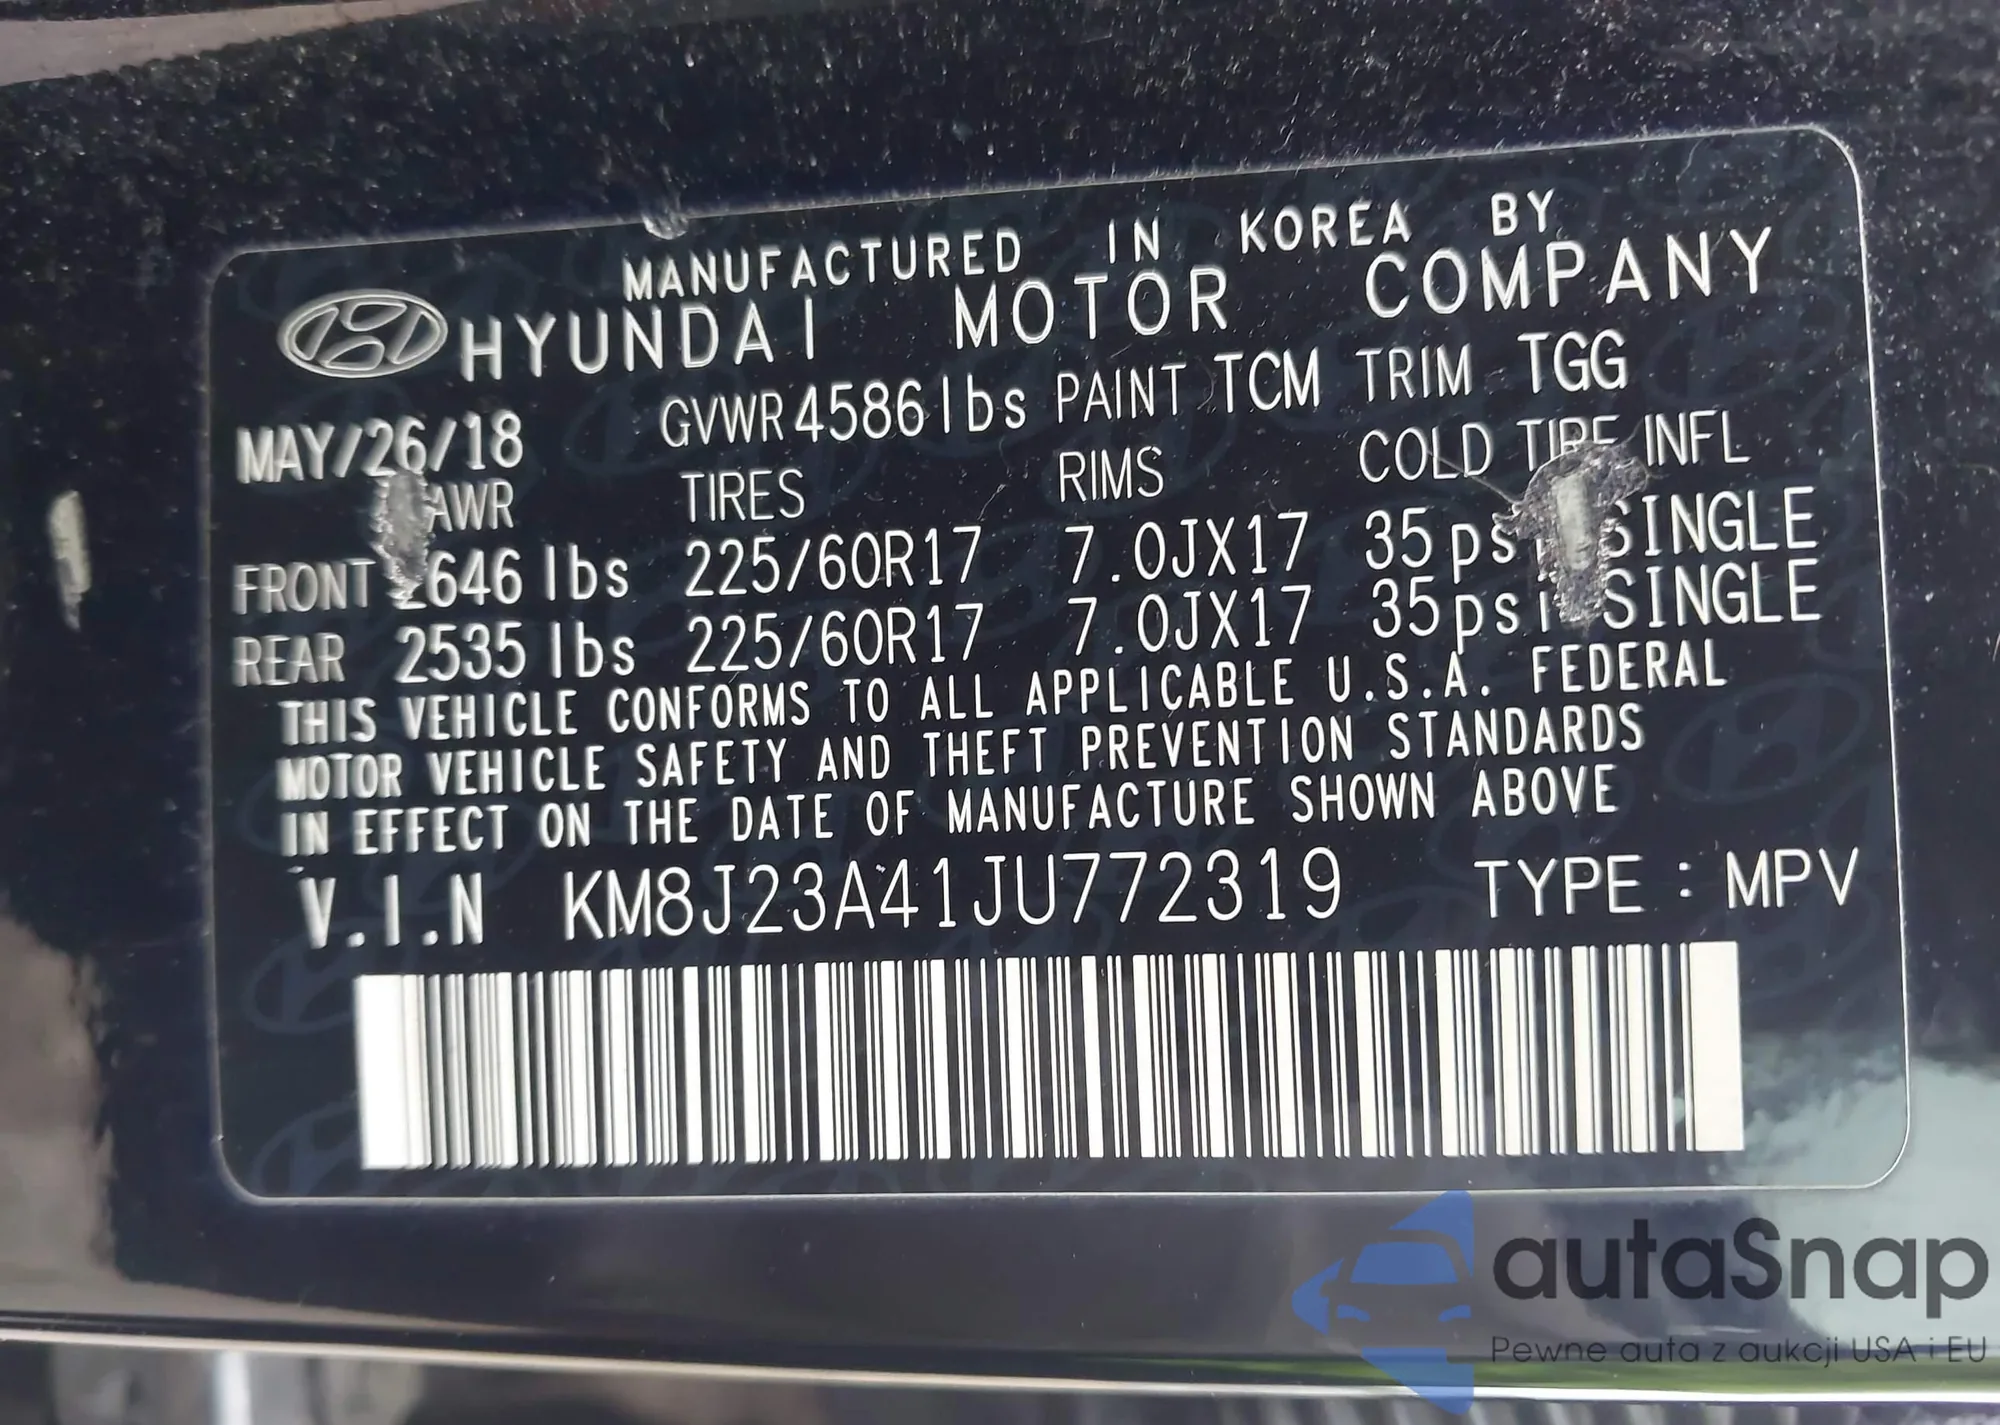 MANUFACTURED IN KOREA BY
HYUNDAI MOTOR COMPANY
MAY/26/18 GVWR 4586 lbs PAINT TCM TRIM TGG
AWR TIRES RIMS COLD TIRE INFL
FRONT 2646 lbs 225/60R17 7.0JX17 35 psi SINGLE
REAR 2535 lbs 225/60R17 7.0JX17 35 psi SINGLE
THIS VEHICLE CONFORMS TO ALL APPLICABLE U.S.A. FEDERAL
MOTOR VEHICLE SAFETY AND THEFT PREVENTION STANDARDS
IN EFFECT ON THE DATE OF MANUFACTURE SHOWN ABOVE
V.I.N KM8J23A41JU772319 TYPE : MPV
autaSnap
Pewne auta z aukcji USA i EU